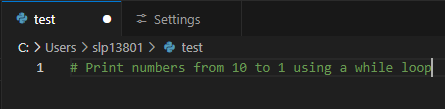 test Settings
C: > Users > slp13801 > test
1 # Print numbers from 10 to 1 using a while loop